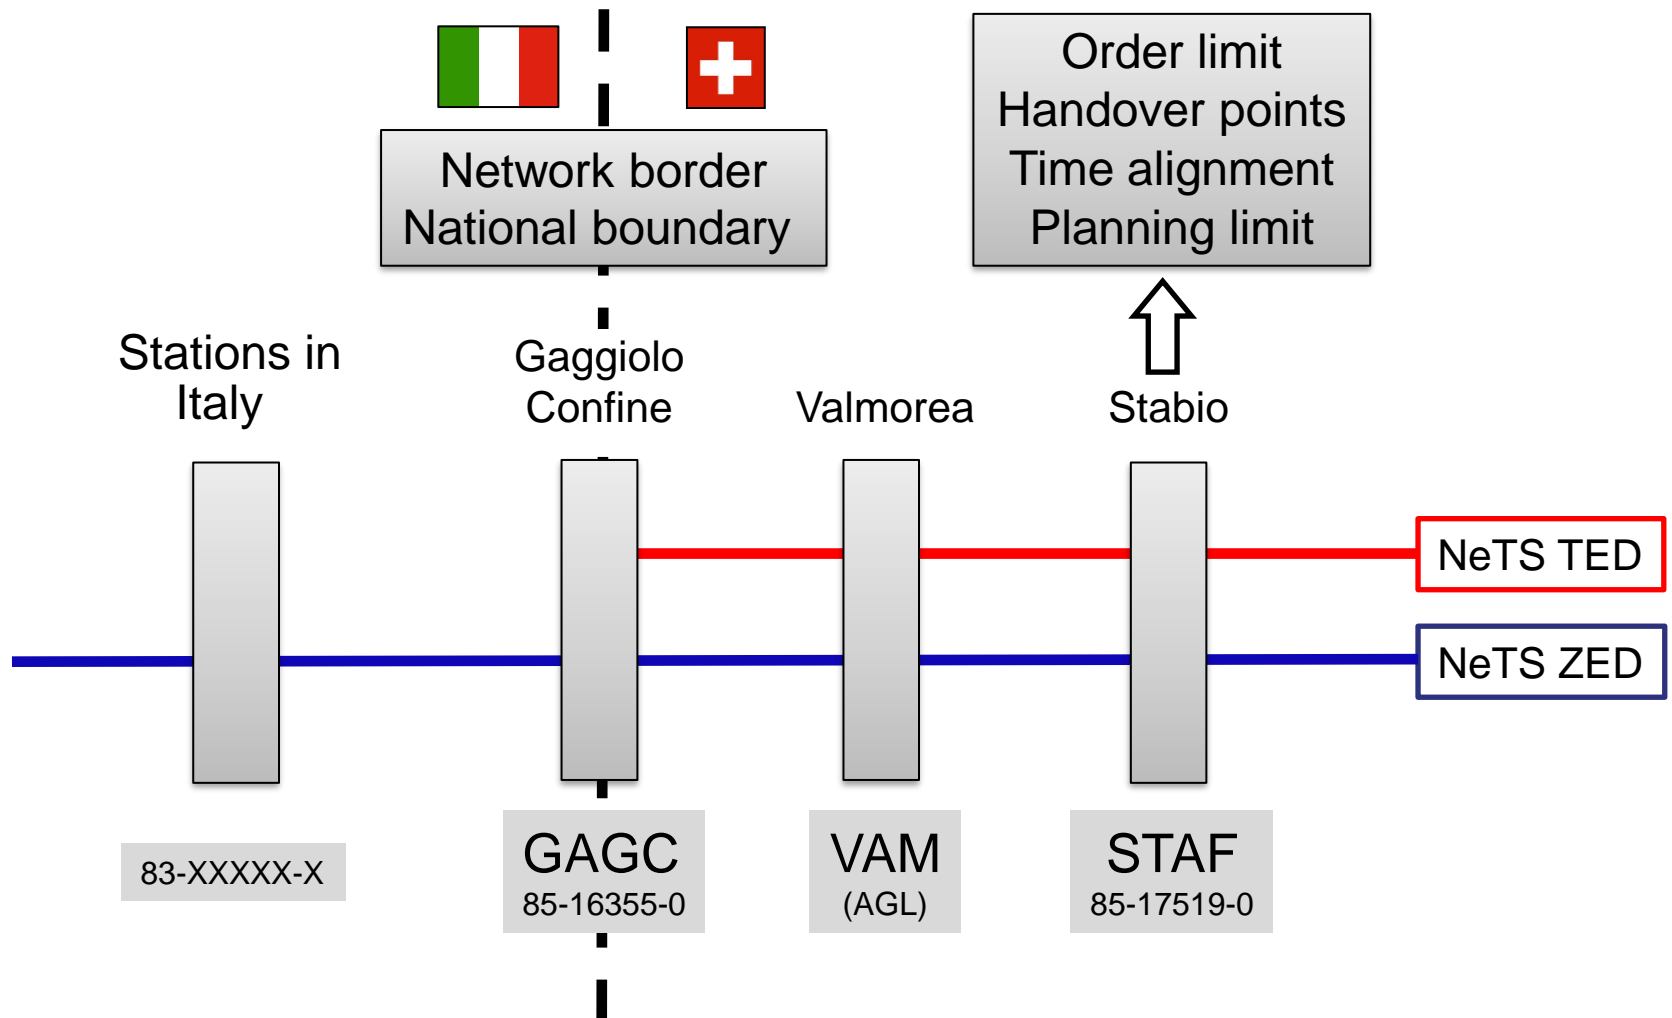 Order limit
Handover points
Time alignment
Planning limit
Network border
National boundary
Stations in
Italy
Gaggiolo
Confine
Valmorea
Stabio
NeTS TED
NeTS ZED
83-XXXXX-X
GAGC
85-16355-0
VAM
(AGL)
STAF
85-17519-0